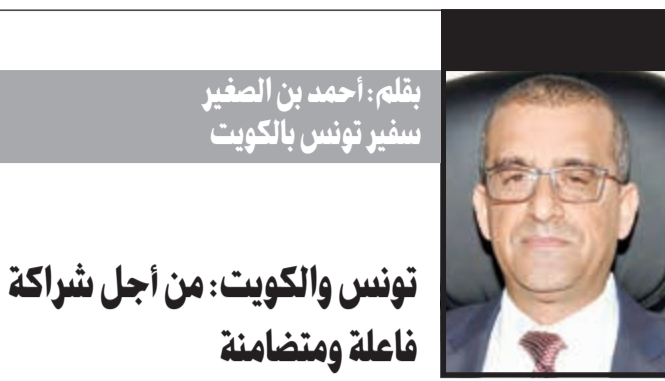 بقلم: أحمد بن الصغير
سفير تونس بالكويت
تونس والكويت: من أجل شراكة
فاعلة ومتضامنة